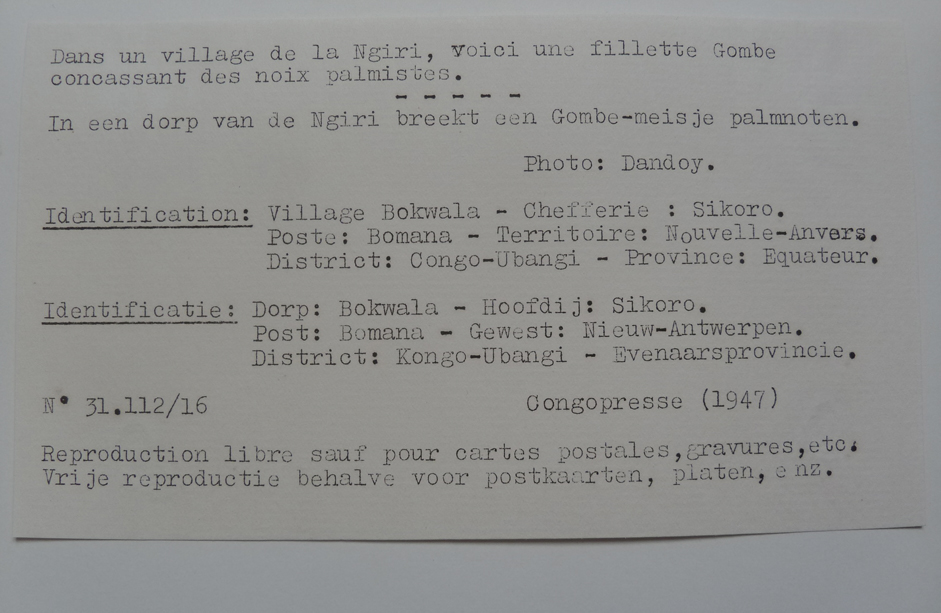 Dans un village de la Ngiri, voici une fillette Gombe
concassant des noix palmistes.
- - - - -
In een dorp van de Ngiri breekt een Gombe-meisje palmnoten.
Photo: Dandoy.
Identification: Village Bokwala - Chefferie : Sikoro.
Poste: Bomana - Territoire: Nouvelle-Anvers.
District: Congo-Ubangi - Province: Equateur.
Identificatie: Dorp: Bokwala - Hoofdij: Sikoro.
Post: Bomana - Gewest: Nieuw-Antwerpen.
District: Kongo-Ubangi - Evenaarsprovincie.
N° 31.112/16 Congopresse (1947)
Reproduction libre sauf pour cartes postales,gravures,etc.
Vrije reproductie behalve voor postkaarten, platen, enz.